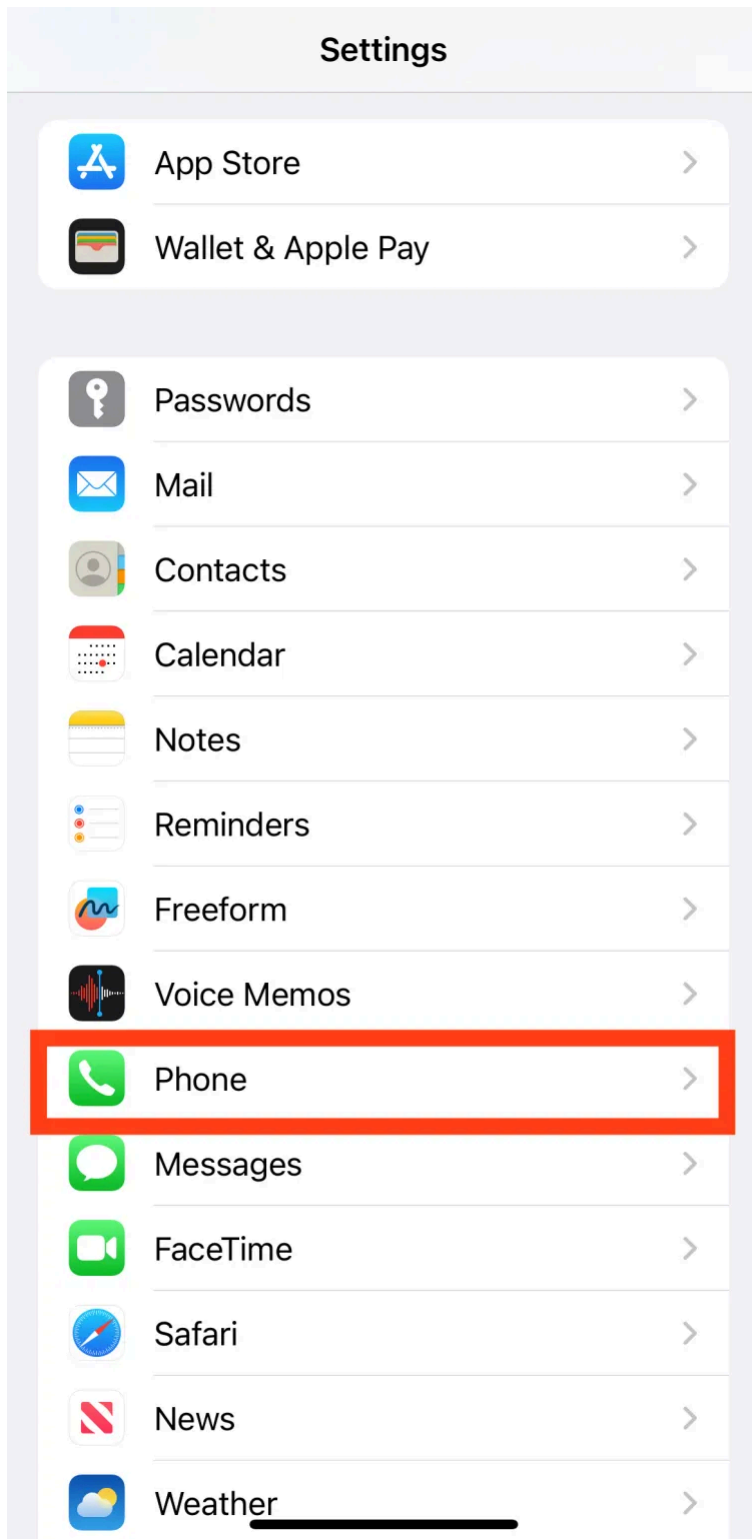 Settings
App Store
Wallet & Apple Pay
Passwords
Mail
Contacts
Calendar
Notes
Reminders
Freeform
Voice Memos
Phone
Messages
FaceTime
Safari
News
Weather